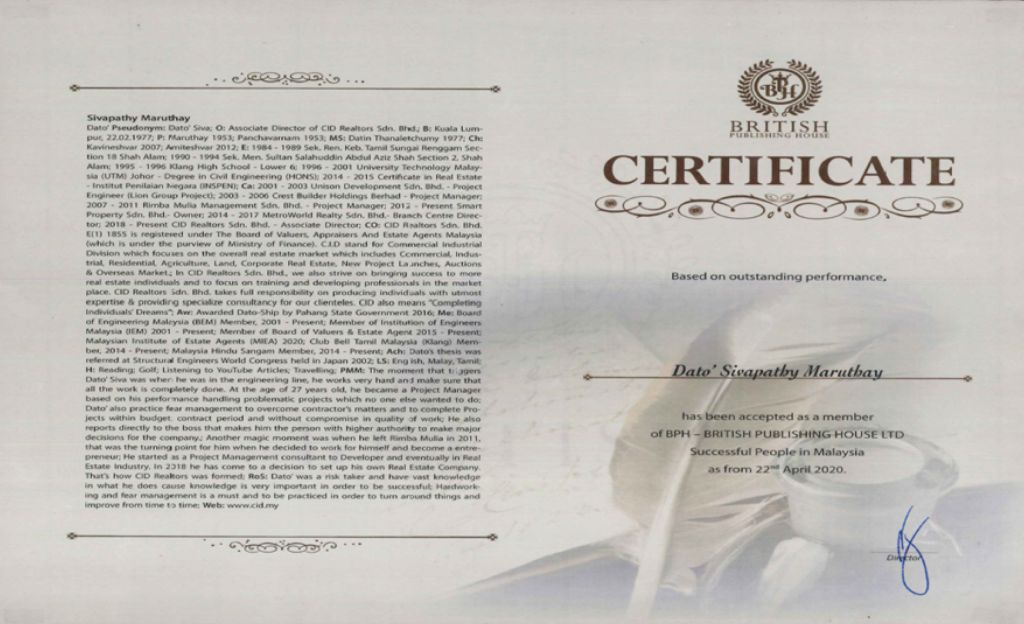 Sivapathy Maruthay
Dato' Pseudonym: Dato' Siva; O: Associate Director of CID Realtors Sdn. Bhd.; B: Kuala Lum-
pur, 22.02.1977; P: Maruthay 1953; Panchavarnam 1953; MS: Datin Thanaletchumy 1977; Ch:
Kavineshvar 2007; Amiteshvar 2012; E: 1984 - 1989 Sek. Ren. Keb. Tamil Sungai Renggam Sec-
tion 18 Shah Alam; 1990 - 1994 Sek. Men. Sultan Salahuddin Abdul Aziz Shah Section 2, Shah
Alam; 1995 - 1996 Klang High School - Lower 6; 1996 - 2001 University Technology Malay-
sia (UTM) Johor - Degree in Civil Engineering (HONS); 2014 - 2015 Certificate in Real Estate
- Institut Penilaian Negara (INSPEN); Ca: 2001 - 2003 Unison Development Sdn. Bhd. - Project
Engineer (Lion Group Project); 2003 - 2006 Crest Builder Holdings Berhad - Project Manager;
2007 - 2011 Rimba Mulia Management Sdn. Bhd. - Project Manager; 2012 - Present Smart
Property Sdn. Bhd.- Owner; 2014 - 2017 MetroWorld Realty Sdn. Bhd.- Branch Centre Direc-
tor; 2018 - Present CID Realtors Sdn. Bhd. - Associate Director; CO: CID Realtors Sdn. Bhd.
E(1) 1855 is registered under The Board of Valuers, Appraisers And Estate Agents Malaysia
(which is under the purview of Ministry of Finance). C.I.D stand for Commercial Industrial
Division which focuses on the overall real estate market which includes Commercial, Indus-
trial, Residential, Agriculture, Land, Corporate Real Estate, New Project Launches, Auctions
& Overseas Market.; In CID Realtors Sdn. Bhd., we also strive on bringing success to more
real estate individuals and to focus on training and developing professionals in the market
place. CID Realtors Sdn. Bhd. takes full responsibility on producing individuals with utmost
expertise & providing specialize consultancy for our clienteles. CID also means "Completing
Individuals' Dreams"; Aw: Awarded Dato-Ship by Pahang State Government 2016; Me: Board
of Engineering Malaysia (BEM) Member, 2001 - Present; Member of Institution of Engineers
Malaysia (IEM) 2001 - Present; Member of Board of Valuers & Estate Agent 2015 - Present;
Malaysian Institute of Estate Agents (MIEA) 2020; Club Bell Tamil Malaysia (Klang) Mem-
ber, 2014 - Present; Malaysia Hindu Sangam Member, 2014 - Present; Ach: Dato's thesis was
referred at Structural Engineers World Congress held in Japan 2002; LS: English, Malay, Tamil;
H: Reading; Golf; Listening to YouTube Articles; Travelling; PMM: The moment that triggers
Dato' Siva was when he was in the engineering line, he works very hard and make sure that
all the work is completely done. At the age of 27 years old, he became a Project Manager
based on his performance handling problematic projects which no one else wanted to do;
Dato' also practice fear management to overcome contractor's matters and to complete Pro-
jects within budget, contract period and without compromise in quality of work; He also
reports directly to the boss that makes him the person with higher authority to make major
decisions for the company.; Another magic moment was when he left Rimba Mulia in 2011,
that was the turning point for him when he decided to work for himself and become a entre-
preneur; He started as a Project Management consultant to Developer and eventually in Real
Estate Industry. In 2318 he has come to a decision to set up his own Real Estate Company.
That's how CID Realtors was formed; RoS: Dato' was a risk taker and have vast knowledge
in what he does cause knowledge is very important in order to be successful; Hardwork-
ing and fear management is a must and to be practiced in order to turn around things and
improve from time to time; Web: www.cid.my
BPH
BRITISH
PUBLISHING HOUSE
CERTIFICATE
Based on outstanding performance,
Dato' Sivapathy Maruthay
has been accepted as a member
of BPH – BRITISH PUBLISHING HOUSE LTD
Successful People in Malaysia
as from 22nd April 2020.
Director